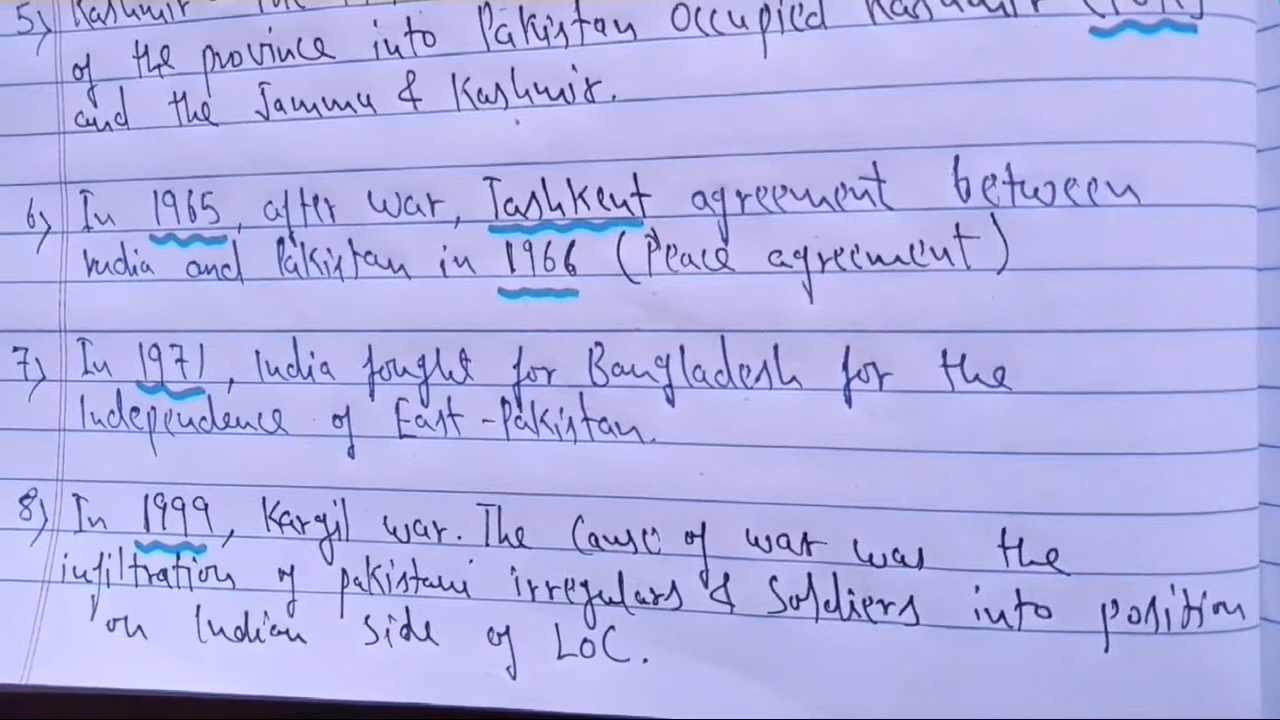 5) Kashmir
of the province into Pakistan Occupied Kashmir (POK)
and the Jammu & Kashmir.
6) In 1965, after war, Tashkent agreement between
India and Pakistan in 1966 (Peace agreement)
7) In 1971, India fought for Bangladesh for the
Independence of East-Pakistan.
8) In 1999, Kargil war. The cause of war was the
infiltration of pakistani irregulars & Soldiers into position
on Indian side of LOC.